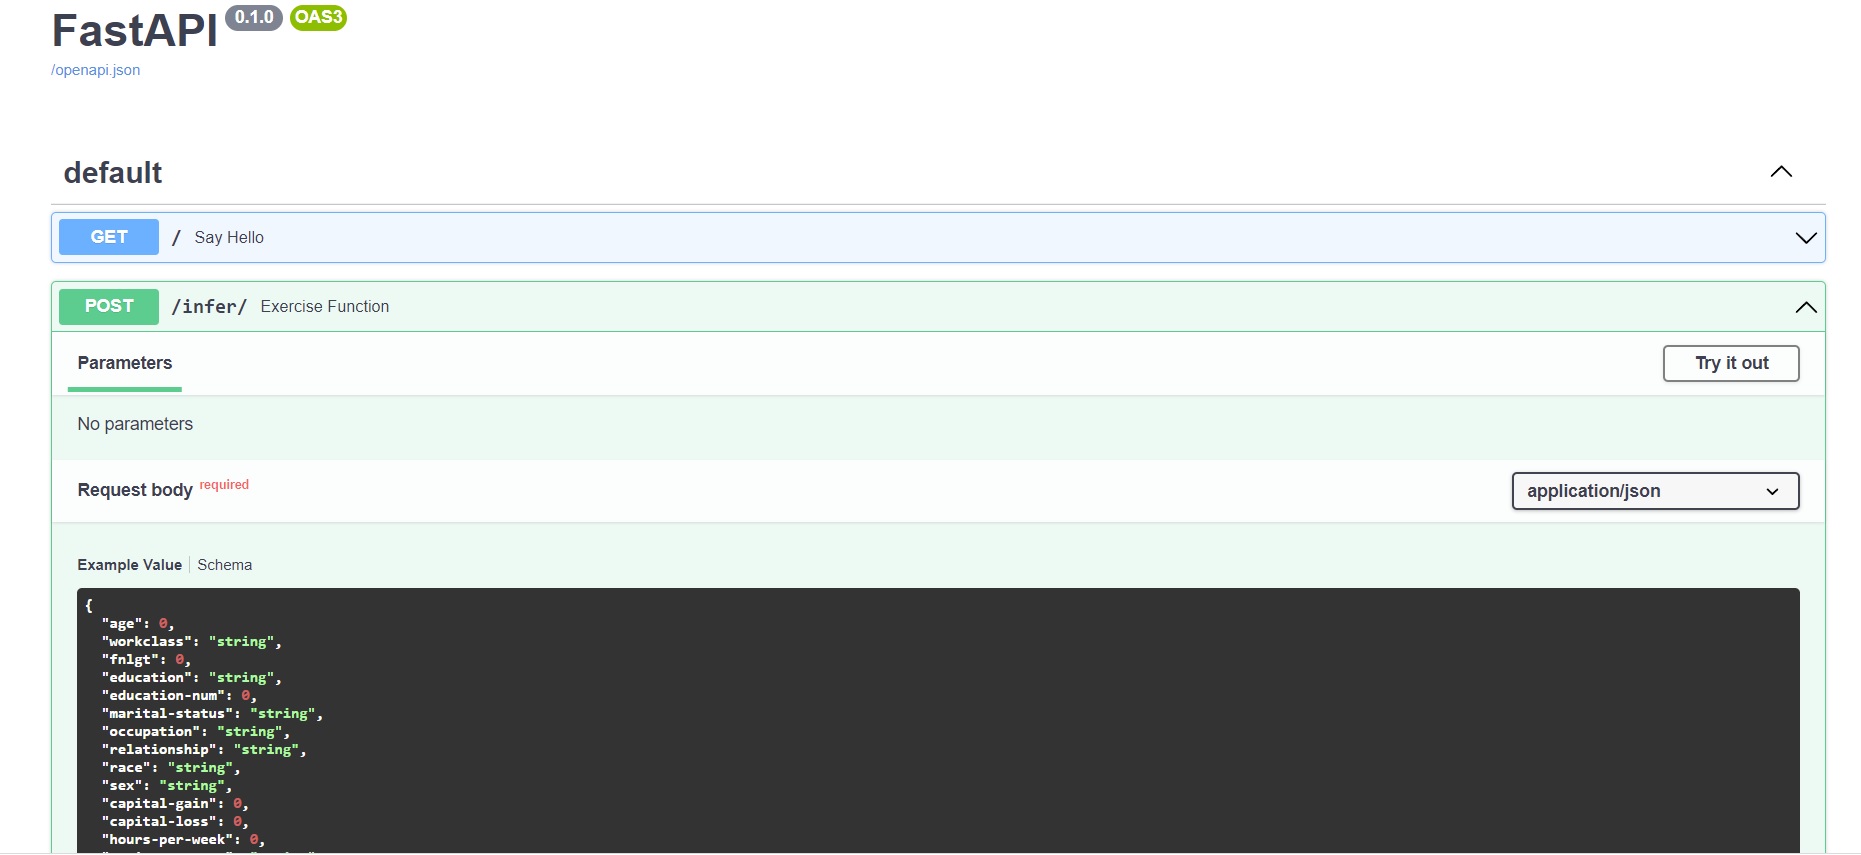 FastAPI 0.1.0 OAS3
/openapi.json
default
GET / Say Hello
POST /infer/ Exercise Function
Parameters Try it out
No parameters
Request body required application/json
Example Value Schema
{
"age": 0,
"workclass": "string",
"fnlgt": 0,
"education": "string",
"education-num": 0,
"marital-status": "string",
"occupation": "string",
"relationship": "string",
"race": "string",
"sex": "string",
"capital-gain": 0,
"capital-loss": 0,
"hours-per-week": 0,